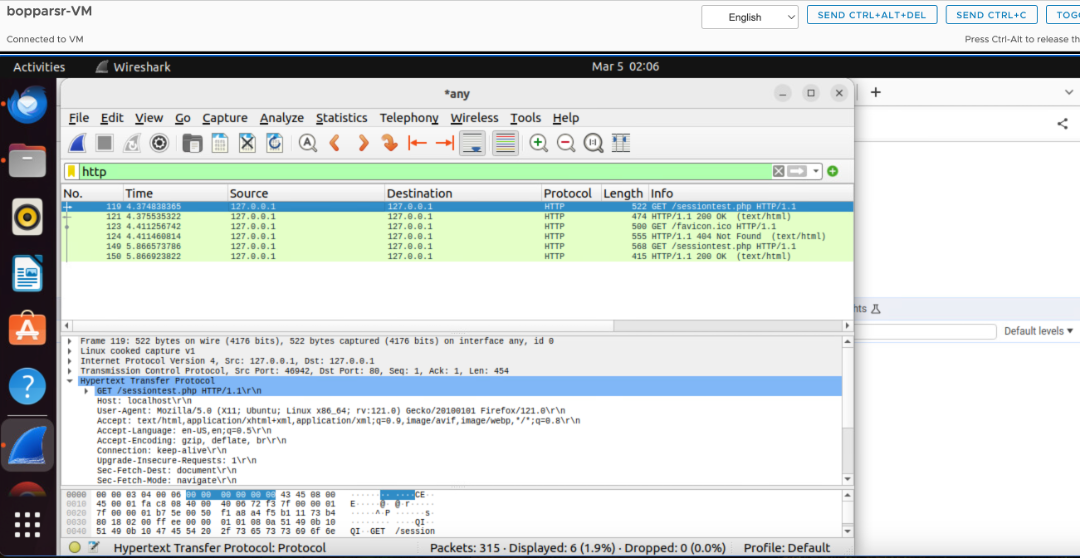 bopparsr-VM
English
SEND CTRL+ALT+DEL
SEND CTRL+C
TOGG
Connected to VM
Press Ctrl-Alt to release th
Activities
Wireshark
Mar 5 02:06
*any
File Edit View Go Capture Analyze Statistics Telephony Wireless Tools Help
http
No. Time Source Destination Protocol Length Info
119 4.374838365 127.0.0.1 127.0.0.1 HTTP 522 GET /sessiontest.php HTTP/1.1
121 4.375535322 127.0.0.1 127.0.0.1 HTTP 474 HTTP/1.1 200 OK (text/html)
123 4.411256742 127.0.0.1 127.0.0.1 HTTP 500 GET /favicon.ico HTTP/1.1
124 4.411460814 127.0.0.1 127.0.0.1 HTTP 555 HTTP/1.1 404 Not Found (text/html)
149 5.866573786 127.0.0.1 127.0.0.1 HTTP 568 GET /sessiontest.php HTTP/1.1
150 5.866923822 127.0.0.1 127.0.0.1 HTTP 415 HTTP/1.1 200 OK (text/html)
hts
Default levels
Frame 119: 522 bytes on wire (4176 bits), 522 bytes captured (4176 bits) on interface any, id 0
Linux cooked capture v1
Internet Protocol Version 4, Src: 127.0.0.1, Dst: 127.0.0.1
Transmission Control Protocol, Src Port: 46942, Dst Port: 80, Seq: 1, Ack: 1, Len: 454
Hypertext Transfer Protocol
GET /sessiontest.php HTTP/1.1\r\n
Host: localhost\r\n
User-Agent: Mozilla/5.0 (X11; Ubuntu; Linux x86_64; rv:121.0) Gecko/20100101 Firefox/121.0\r\n
Accept: text/html,application/xhtml+xml,application/xml;q=0.9,image/avif,image/webp,*/*;q=0.8\r\n
Accept-Language: en-US,en;q=0.5\r\n
Accept-Encoding: gzip, deflate, br\r\n
Connection: keep-alive\r\n
Upgrade-Insecure-Requests: 1\r\n
Sec-Fetch-Dest: document\r\n
Sec-Fetch-Mode: navigate\r\n
0000 00 00 03 04 00 06 00 00 00 00 00 00 43 45 08 00 ·······- ····CE··
0010 45 00 01 fa c8 08 40 00 40 06 72 f3 7f 00 00 01 E·····@· @·r·····
0020 7f 00 00 01 b7 5e 00 50 f1 a8 a4 f5 b1 11 73 b4 ·····^·P ······s·
0030 80 18 02 00 ff ee 00 00 01 01 08 0a 51 49 0b 10 ········ ····QI··
0040 51 49 0b 10 47 45 54 20 2f 73 65 73 73 69 6f 6e QI··GET /session
Hypertext Transfer Protocol: Protocol
Packets: 315 · Displayed: 6 (1.9%) · Dropped: 0 (0.0%)
Profile: Default